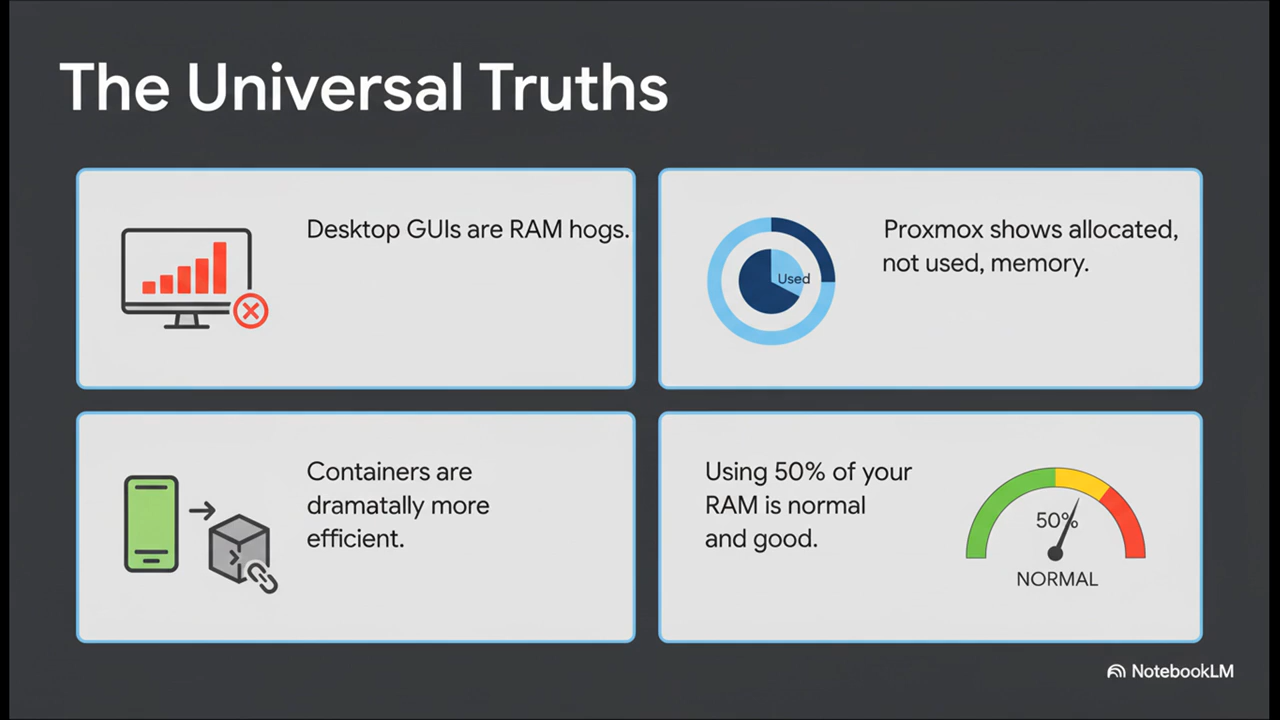 The Universal Truths
Desktop GUIs are RAM hogs.
Used
Proxmox shows allocated,
not used, memory.
Containers are
dramatally more
efficient.
Using 50% of your
RAM is normal
and good.
50%
NORMAL
NotebookLM